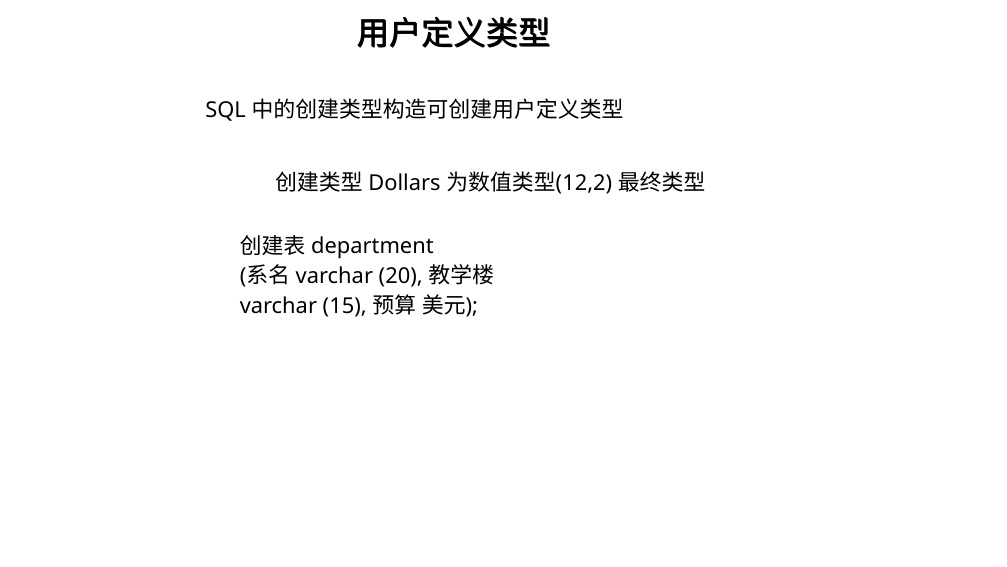 用户定义类型
SQL 中的创建类型构造可创建用户定义类型
创建类型 Dollars 为数值类型(12,2) 最终类型
创建表 department
(系名 varchar (20), 教学楼
varchar (15), 预算 美元);